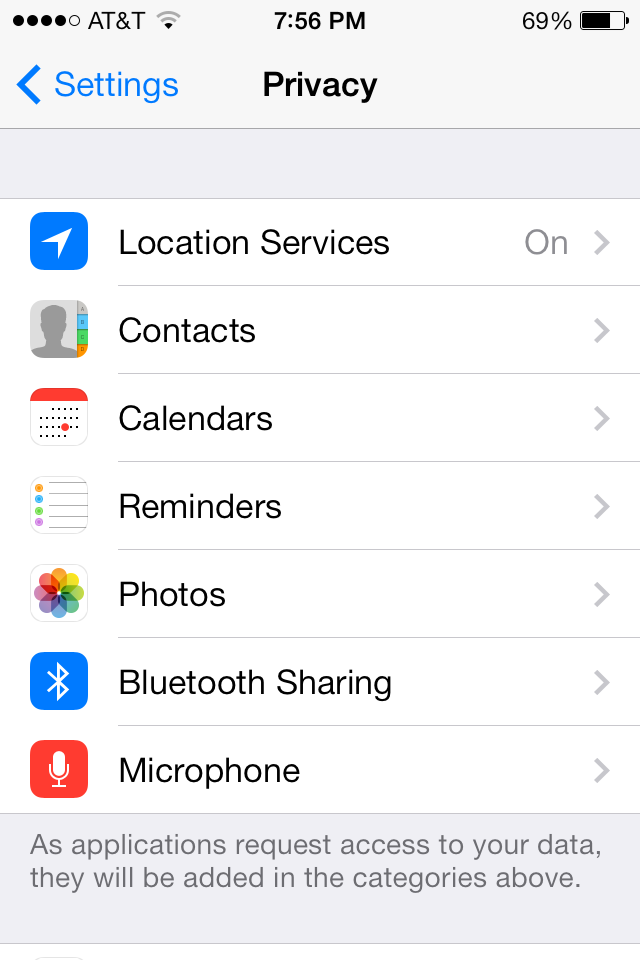 AT&T 7:56 PM 69%
Settings Privacy
Location Services On
Contacts
Calendars
Reminders
Photos
Bluetooth Sharing
Microphone
As applications request access to your data,
they will be added in the categories above.